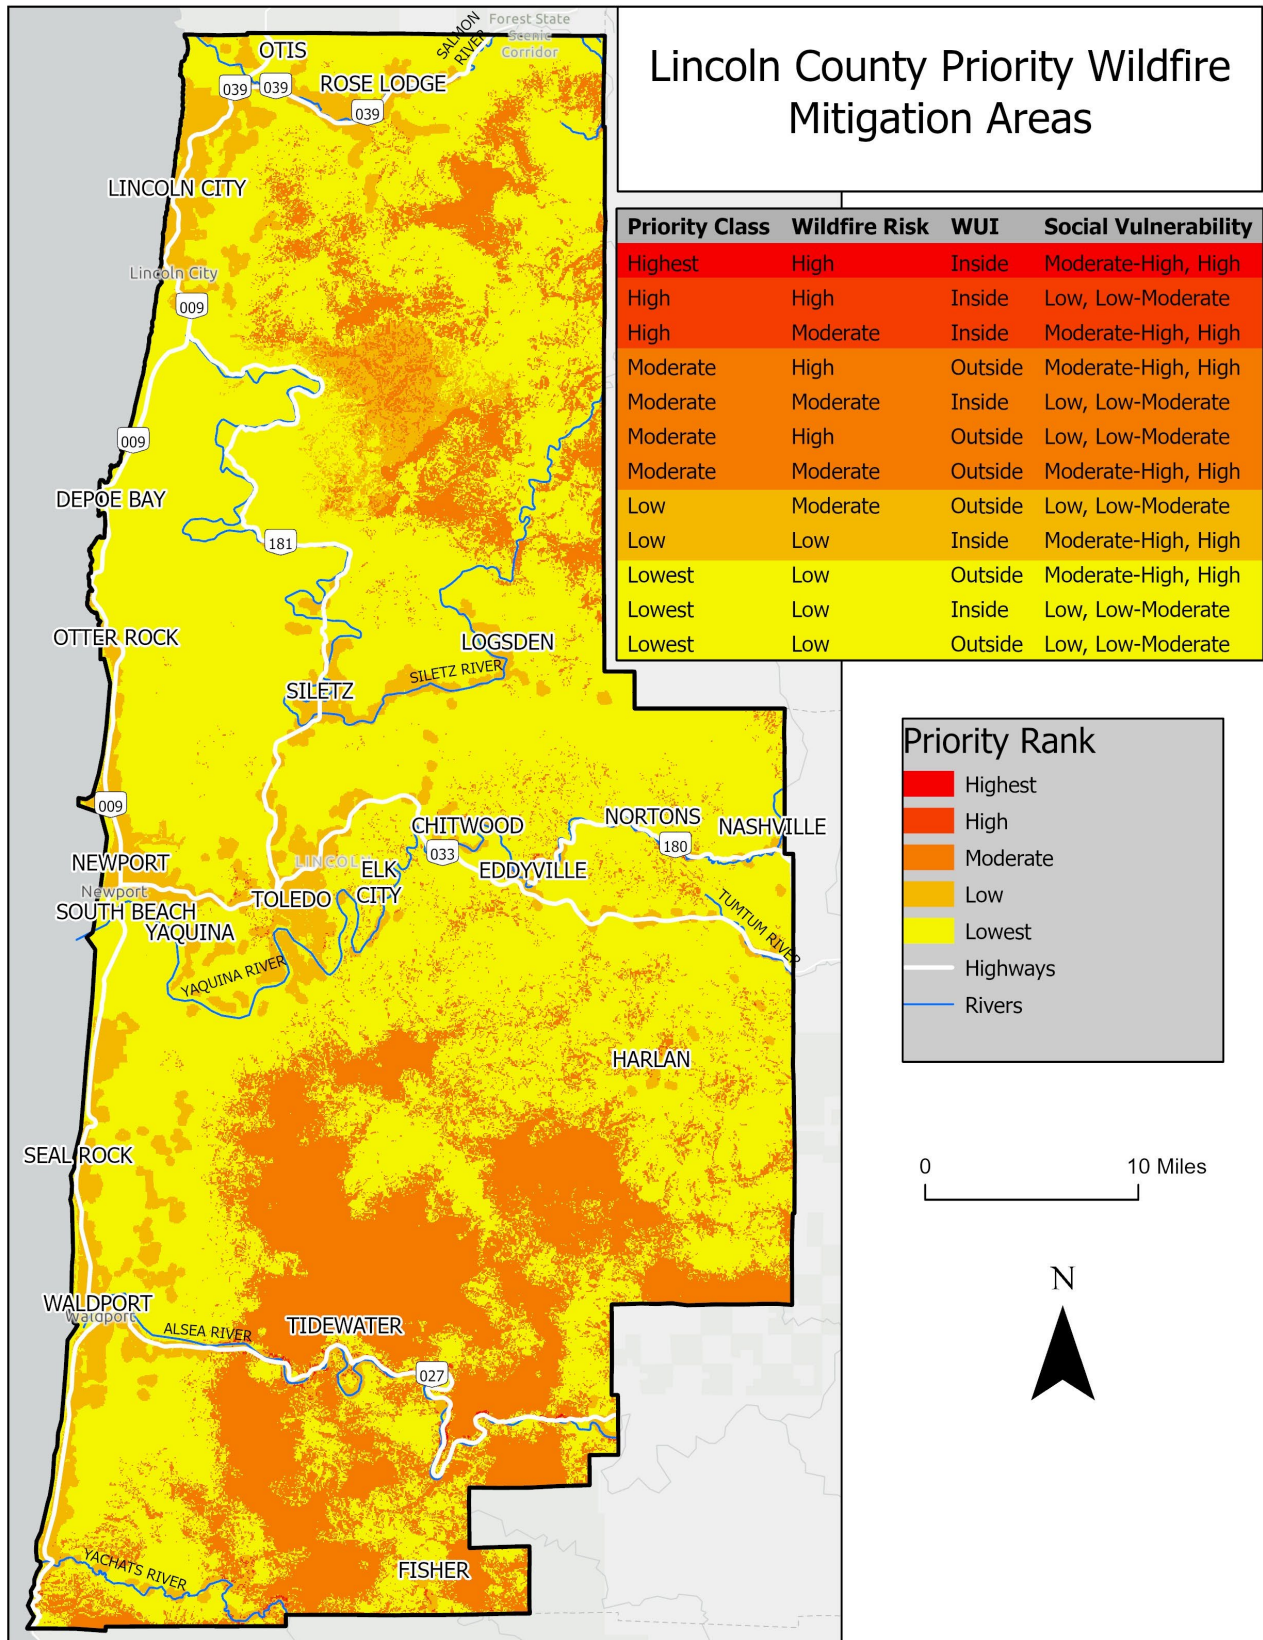 Lincoln County Priority Wildfire
Mitigation Areas
Priority Class Wildfire Risk WUI Social Vulnerability
Highest High Inside Moderate-High, High
High High Inside Low, Low-Moderate
High Moderate Inside Moderate-High, High
Moderate High Outside Moderate-High, High
Moderate Moderate Inside Low, Low-Moderate
Moderate High Outside Low, Low-Moderate
Moderate Moderate Outside Moderate-High, High
Low Moderate Outside Low, Low-Moderate
Low Low Inside Moderate-High, High
Lowest Low Outside Moderate-High, High
Lowest Low Inside Low, Low-Moderate
Lowest Low Outside Low, Low-Moderate
Priority Rank
Highest
High
Moderate
Low
Lowest
Highways
Rivers
0 10 Miles
N
Forest State
Scenic
Corridor
SALMON
RIVER
OTIS
039 039
ROSE LODGE
039
LINCOLN CITY
Lincoln City
009
009
DEPOE BAY
181
OTTER ROCK
LOGSDEN
SILETZ RIVER
SILETZ
009
CHITWOOD
NORTONS
NASHVILLE
033
180
NEWPORT
LINCOLN
ELK
CITY
EDDYVILLE
Newport
TOLEDO
SOUTH BEACH
YAQUINA
TUMTUM RIVER
YAQUINA RIVER
HARLAN
SEAL ROCK
WALDPORT
Waldport
ALSEA RIVER
TIDEWATER
027
YACHATS RIVER
FISHER